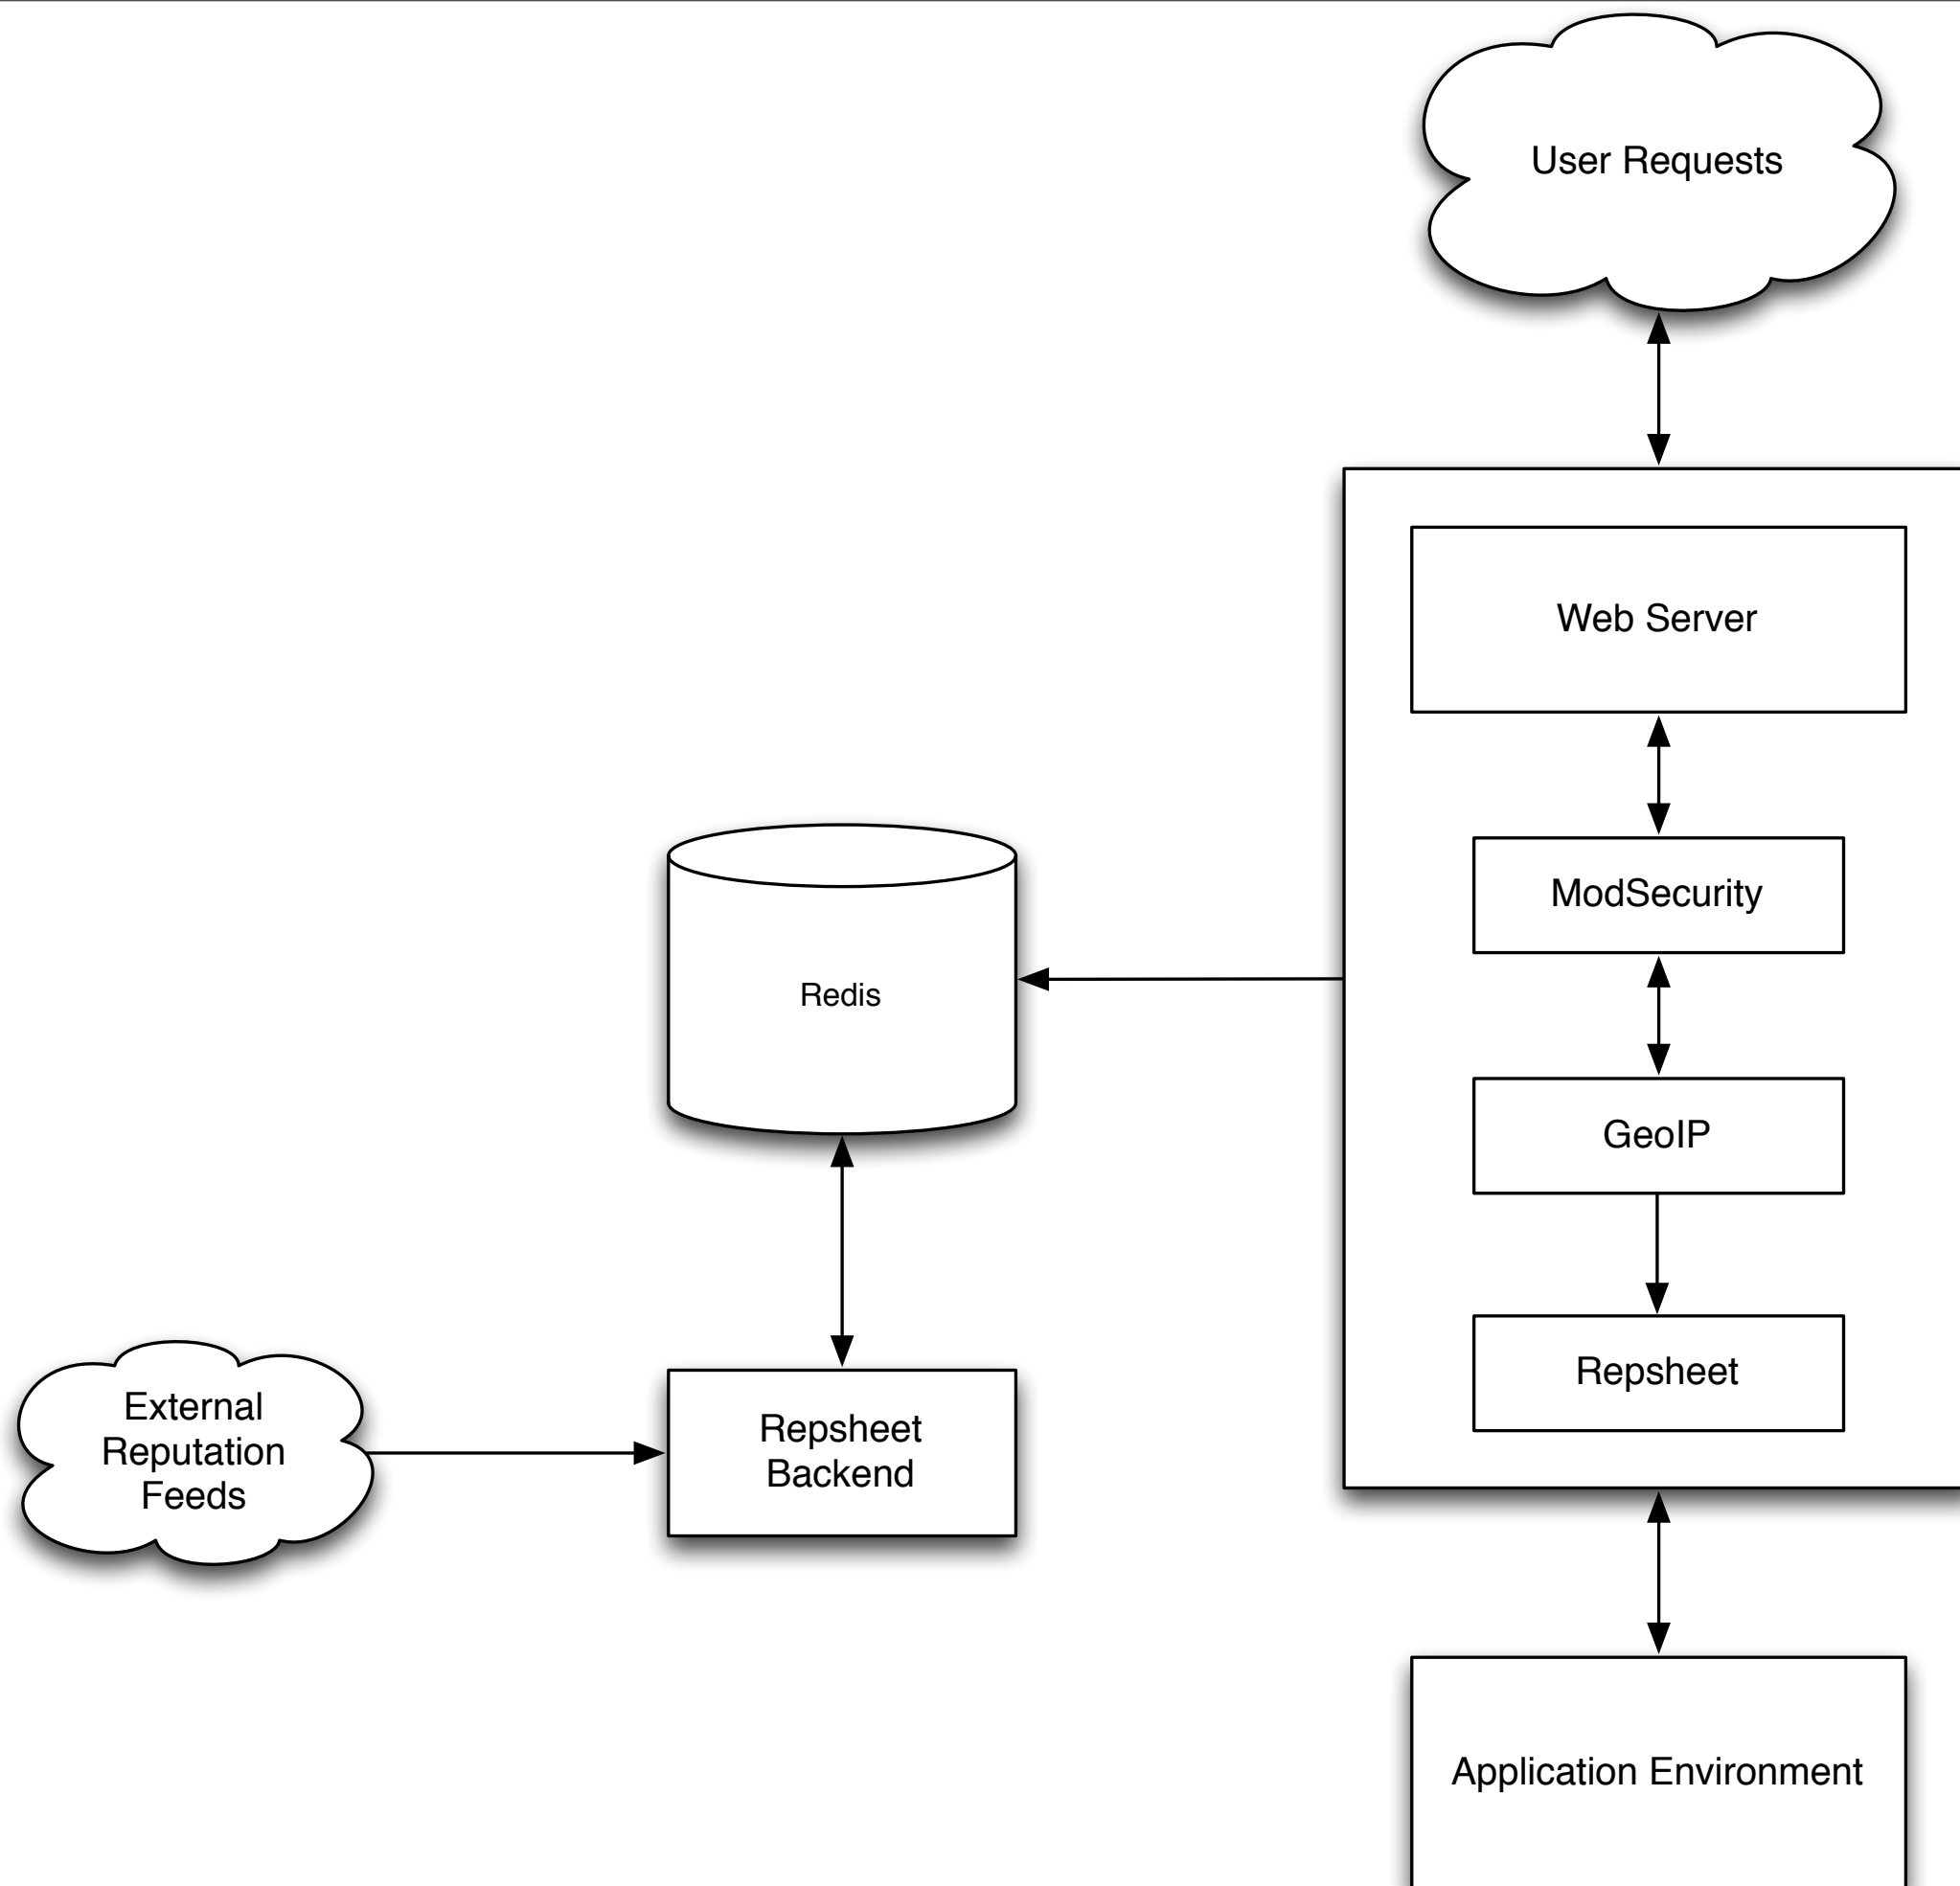 User Requests
Web Server
ModSecurity
Redis
GeoIP
Repsheet
External
Reputation
Feeds
Repsheet
Backend
Application Environment